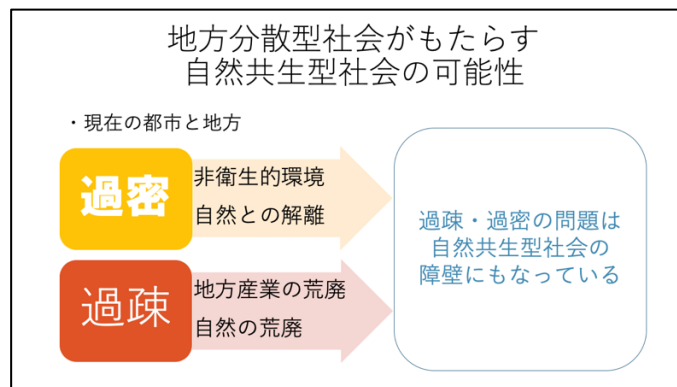 地方分散型社会がもたらす
自然共生型社会の可能性
・現在の都市と地方
過密
非衛生的環境
自然との解離
過疎
地方産業の荒廃
自然の荒廃
過疎・過密の問題は
自然共生型社会の
障壁にもなっている